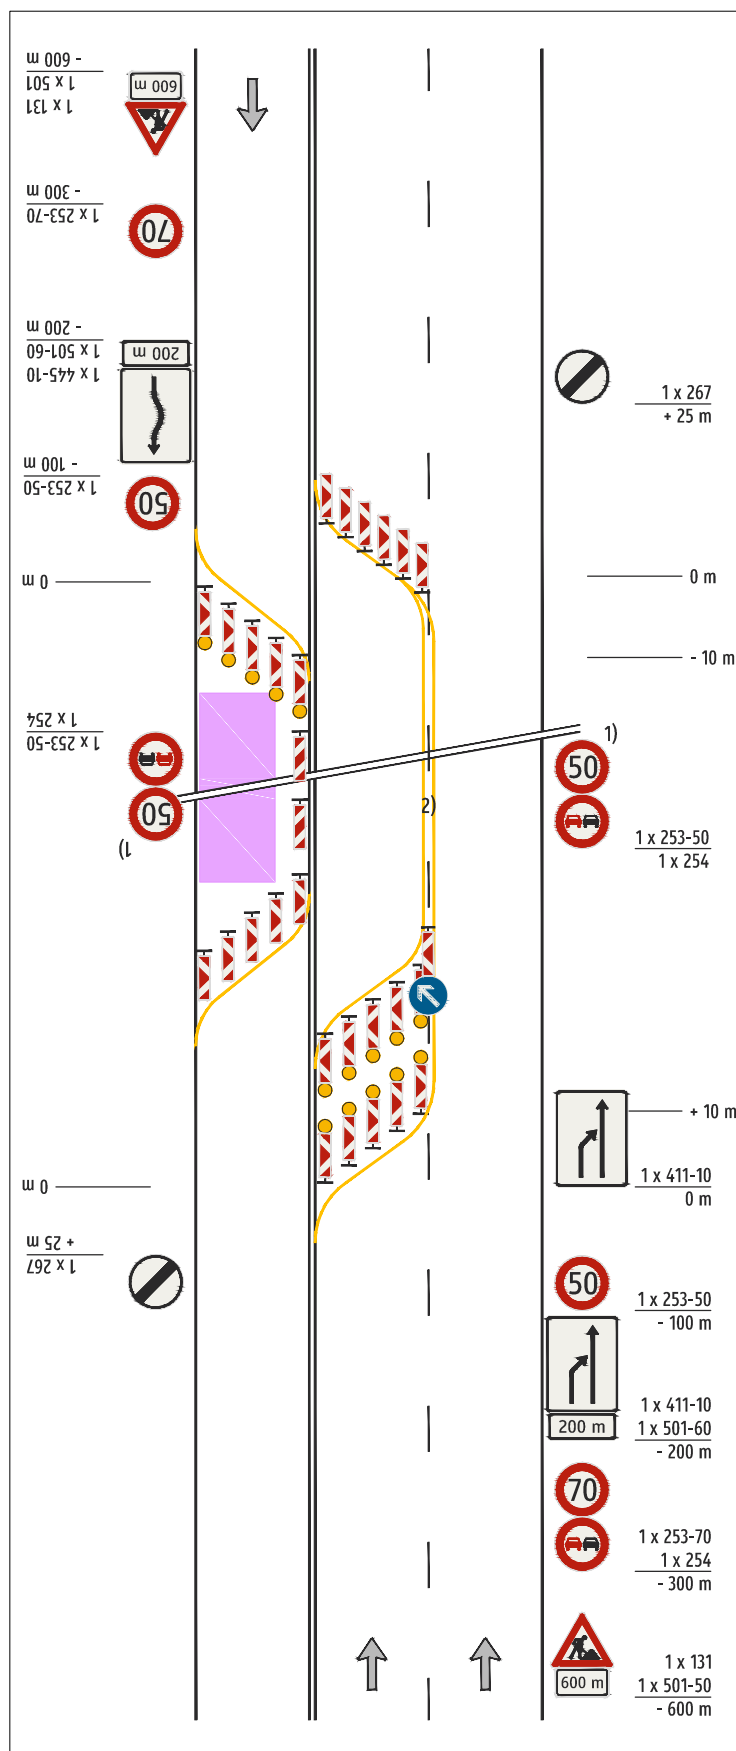 - 600 m
1 x 501
1 x 131
600 m
- 300 m
1 x 253-70
70
- 200 m
1 x 501-60
1 x 445-10
200 m
- 100 m
1 x 253-50
50
0 m
1 x 254
1 x 253-50
50
1)
0 m
+ 25 m
1 x 267
1 x 267
+ 25 m
0 m
- 10 m
1)
50
2)
1 x 253-50
1 x 254
+ 10 m
1 x 411-10
0 m
50
1 x 253-50
- 100 m
1 x 411-10
200 m
1 x 501-60
- 200 m
70
1 x 253-70
1 x 254
- 300 m
1 x 131
600 m
1 x 501-50
- 600 m